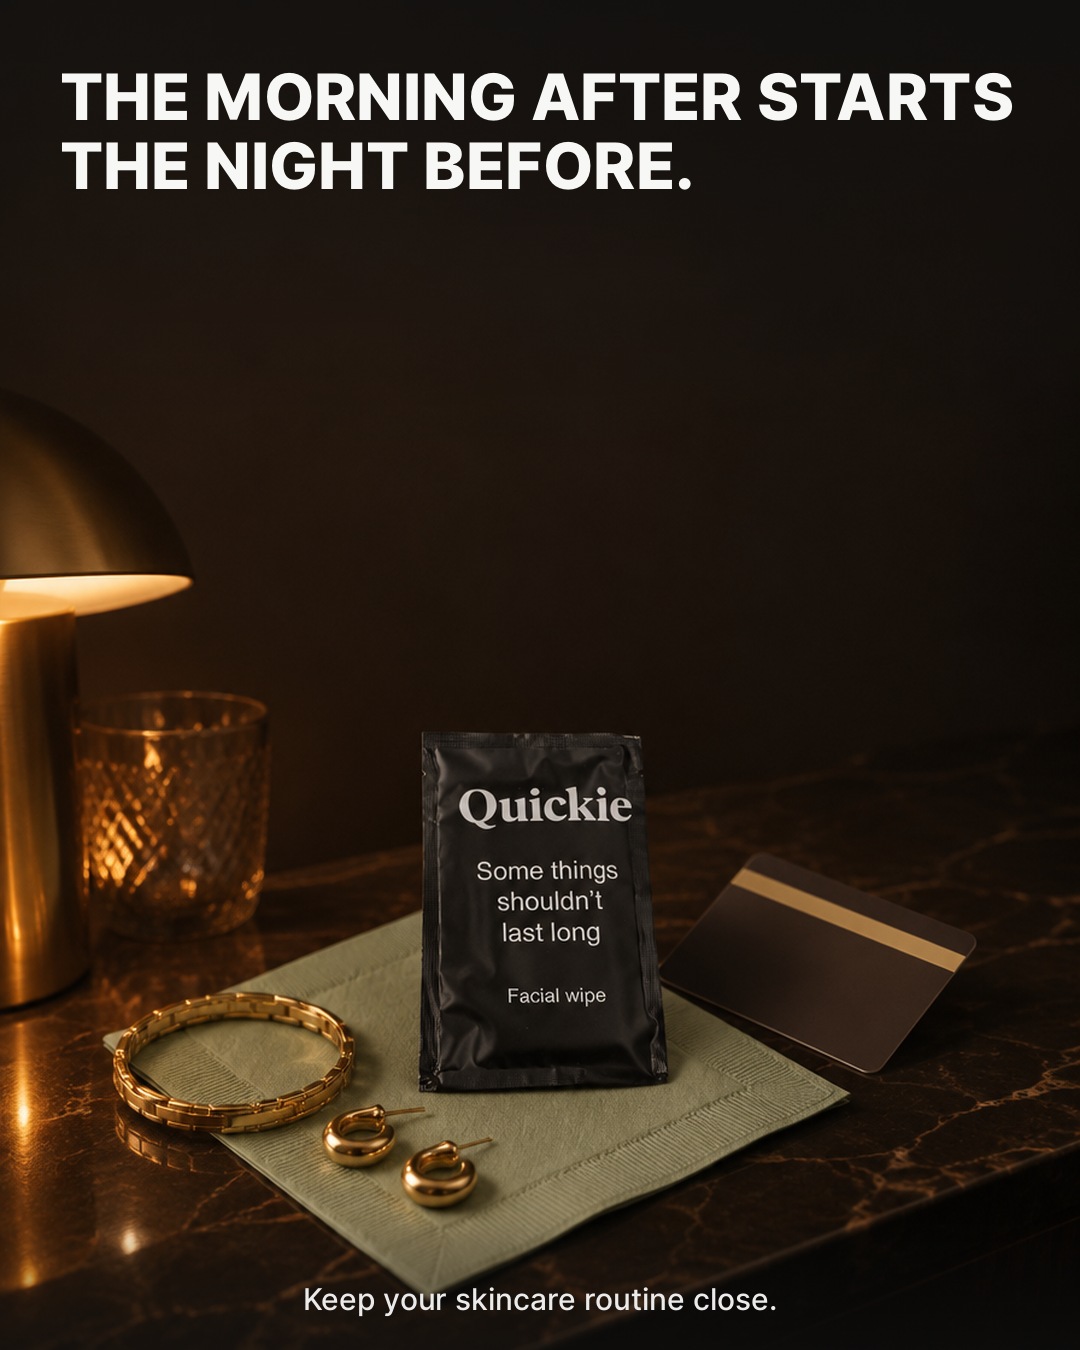 THE MORNING AFTER STARTS
THE NIGHT BEFORE.
Quickie
Some things
shouldn't
last long
Facial wipe
Keep your skincare routine close.